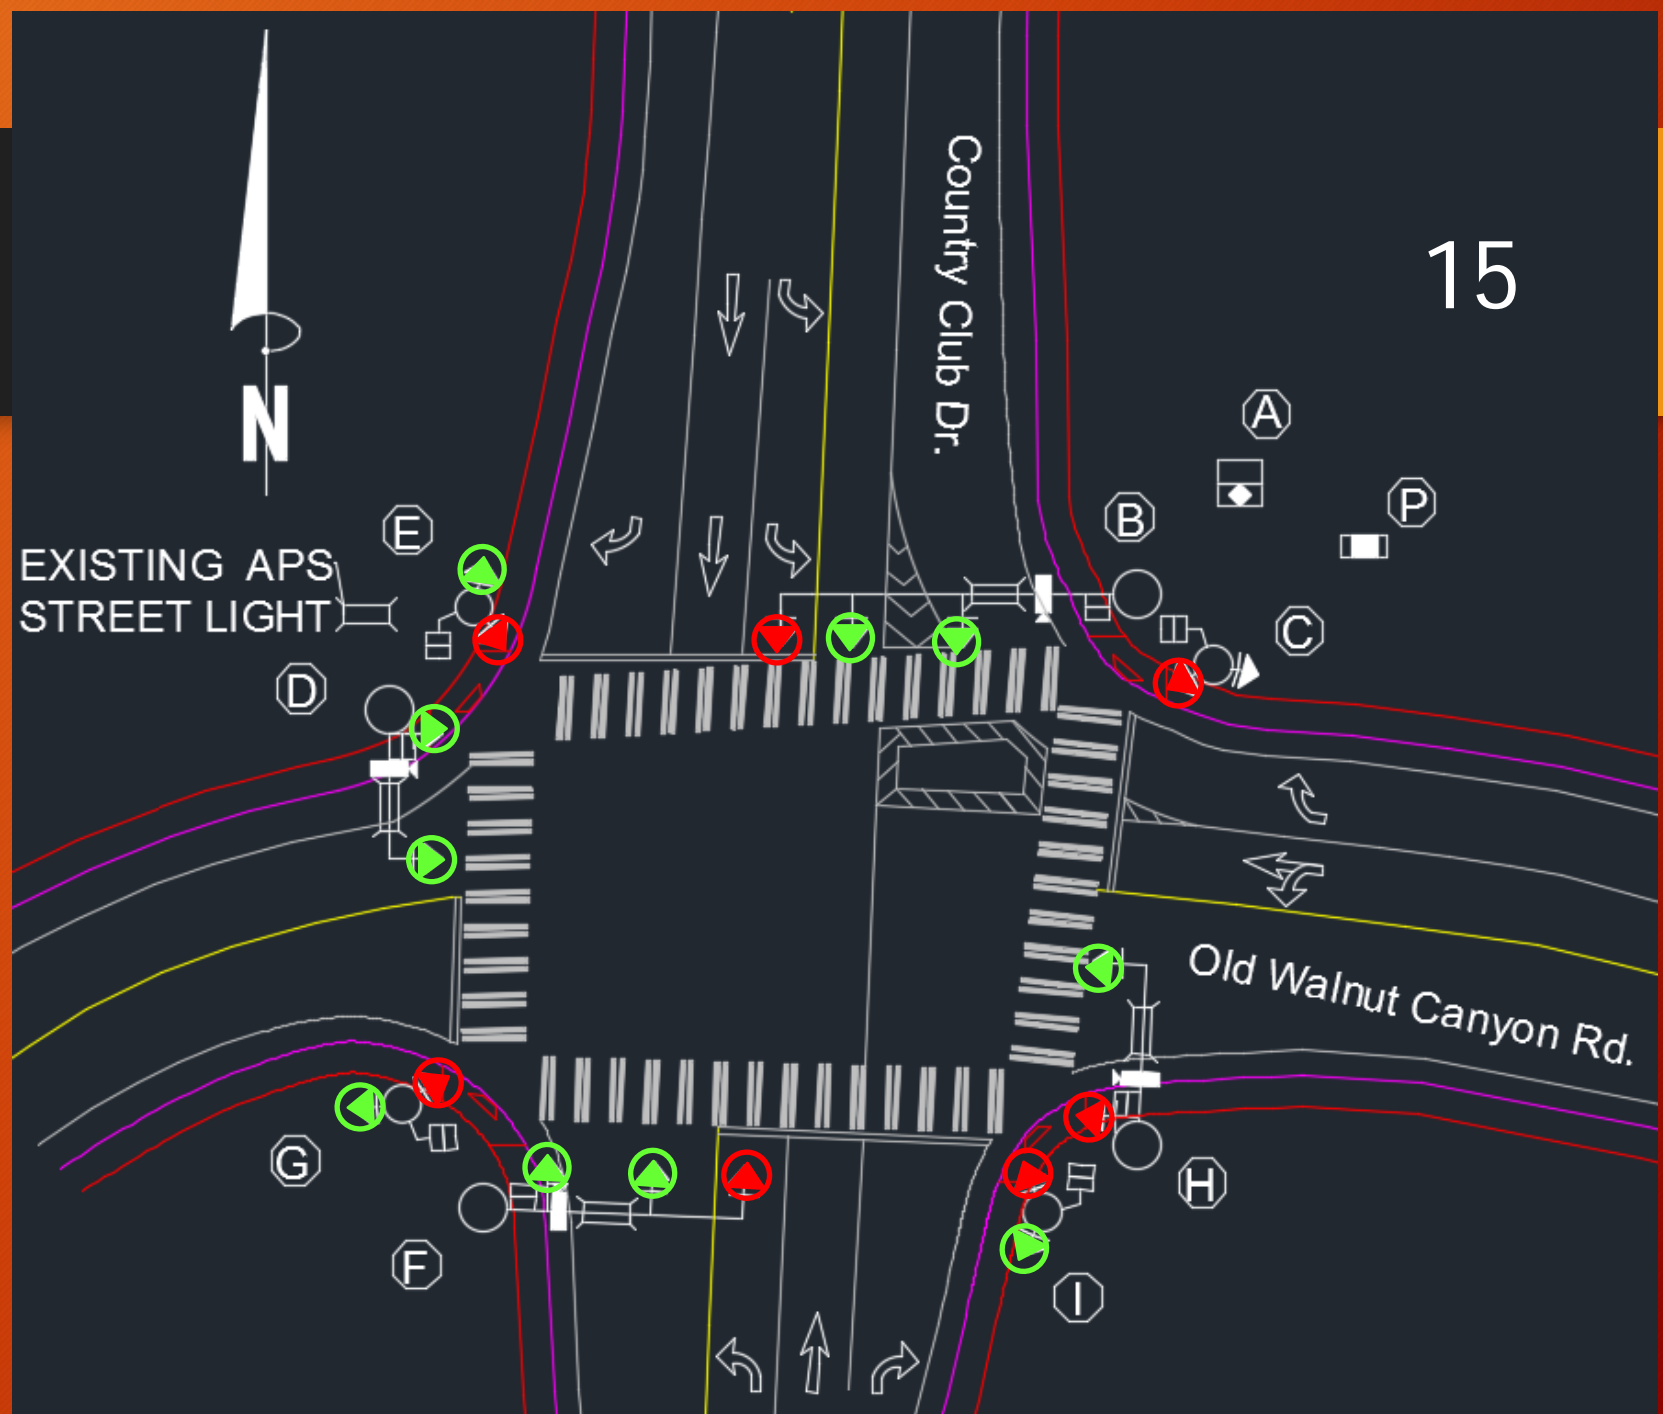 Country Club Dr.
15
N
A
P
B
C
E
EXISTING APS
STREET LIGHT
D
Old Walnut Canyon Rd.
G
H
F
I